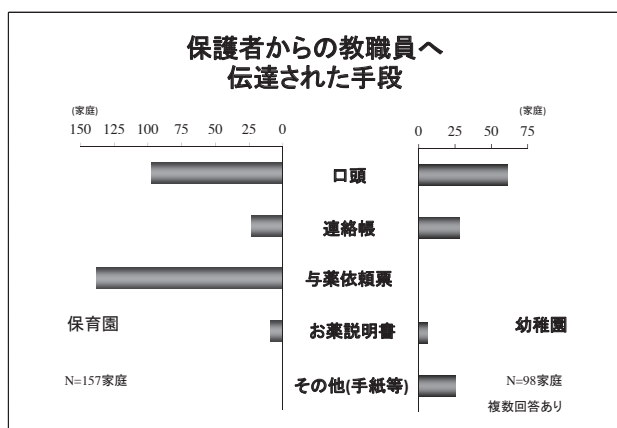 保護者からの教職員へ
伝達された手段
(家庭)
150 125 100 75 50 25 0
(家庭)
0 25 50 75
口頭
連絡帳
与薬依頼票
お薬説明書
その他(手紙等)
保育園
幼稚園
N=157家庭
N=98家庭
複数回答あり